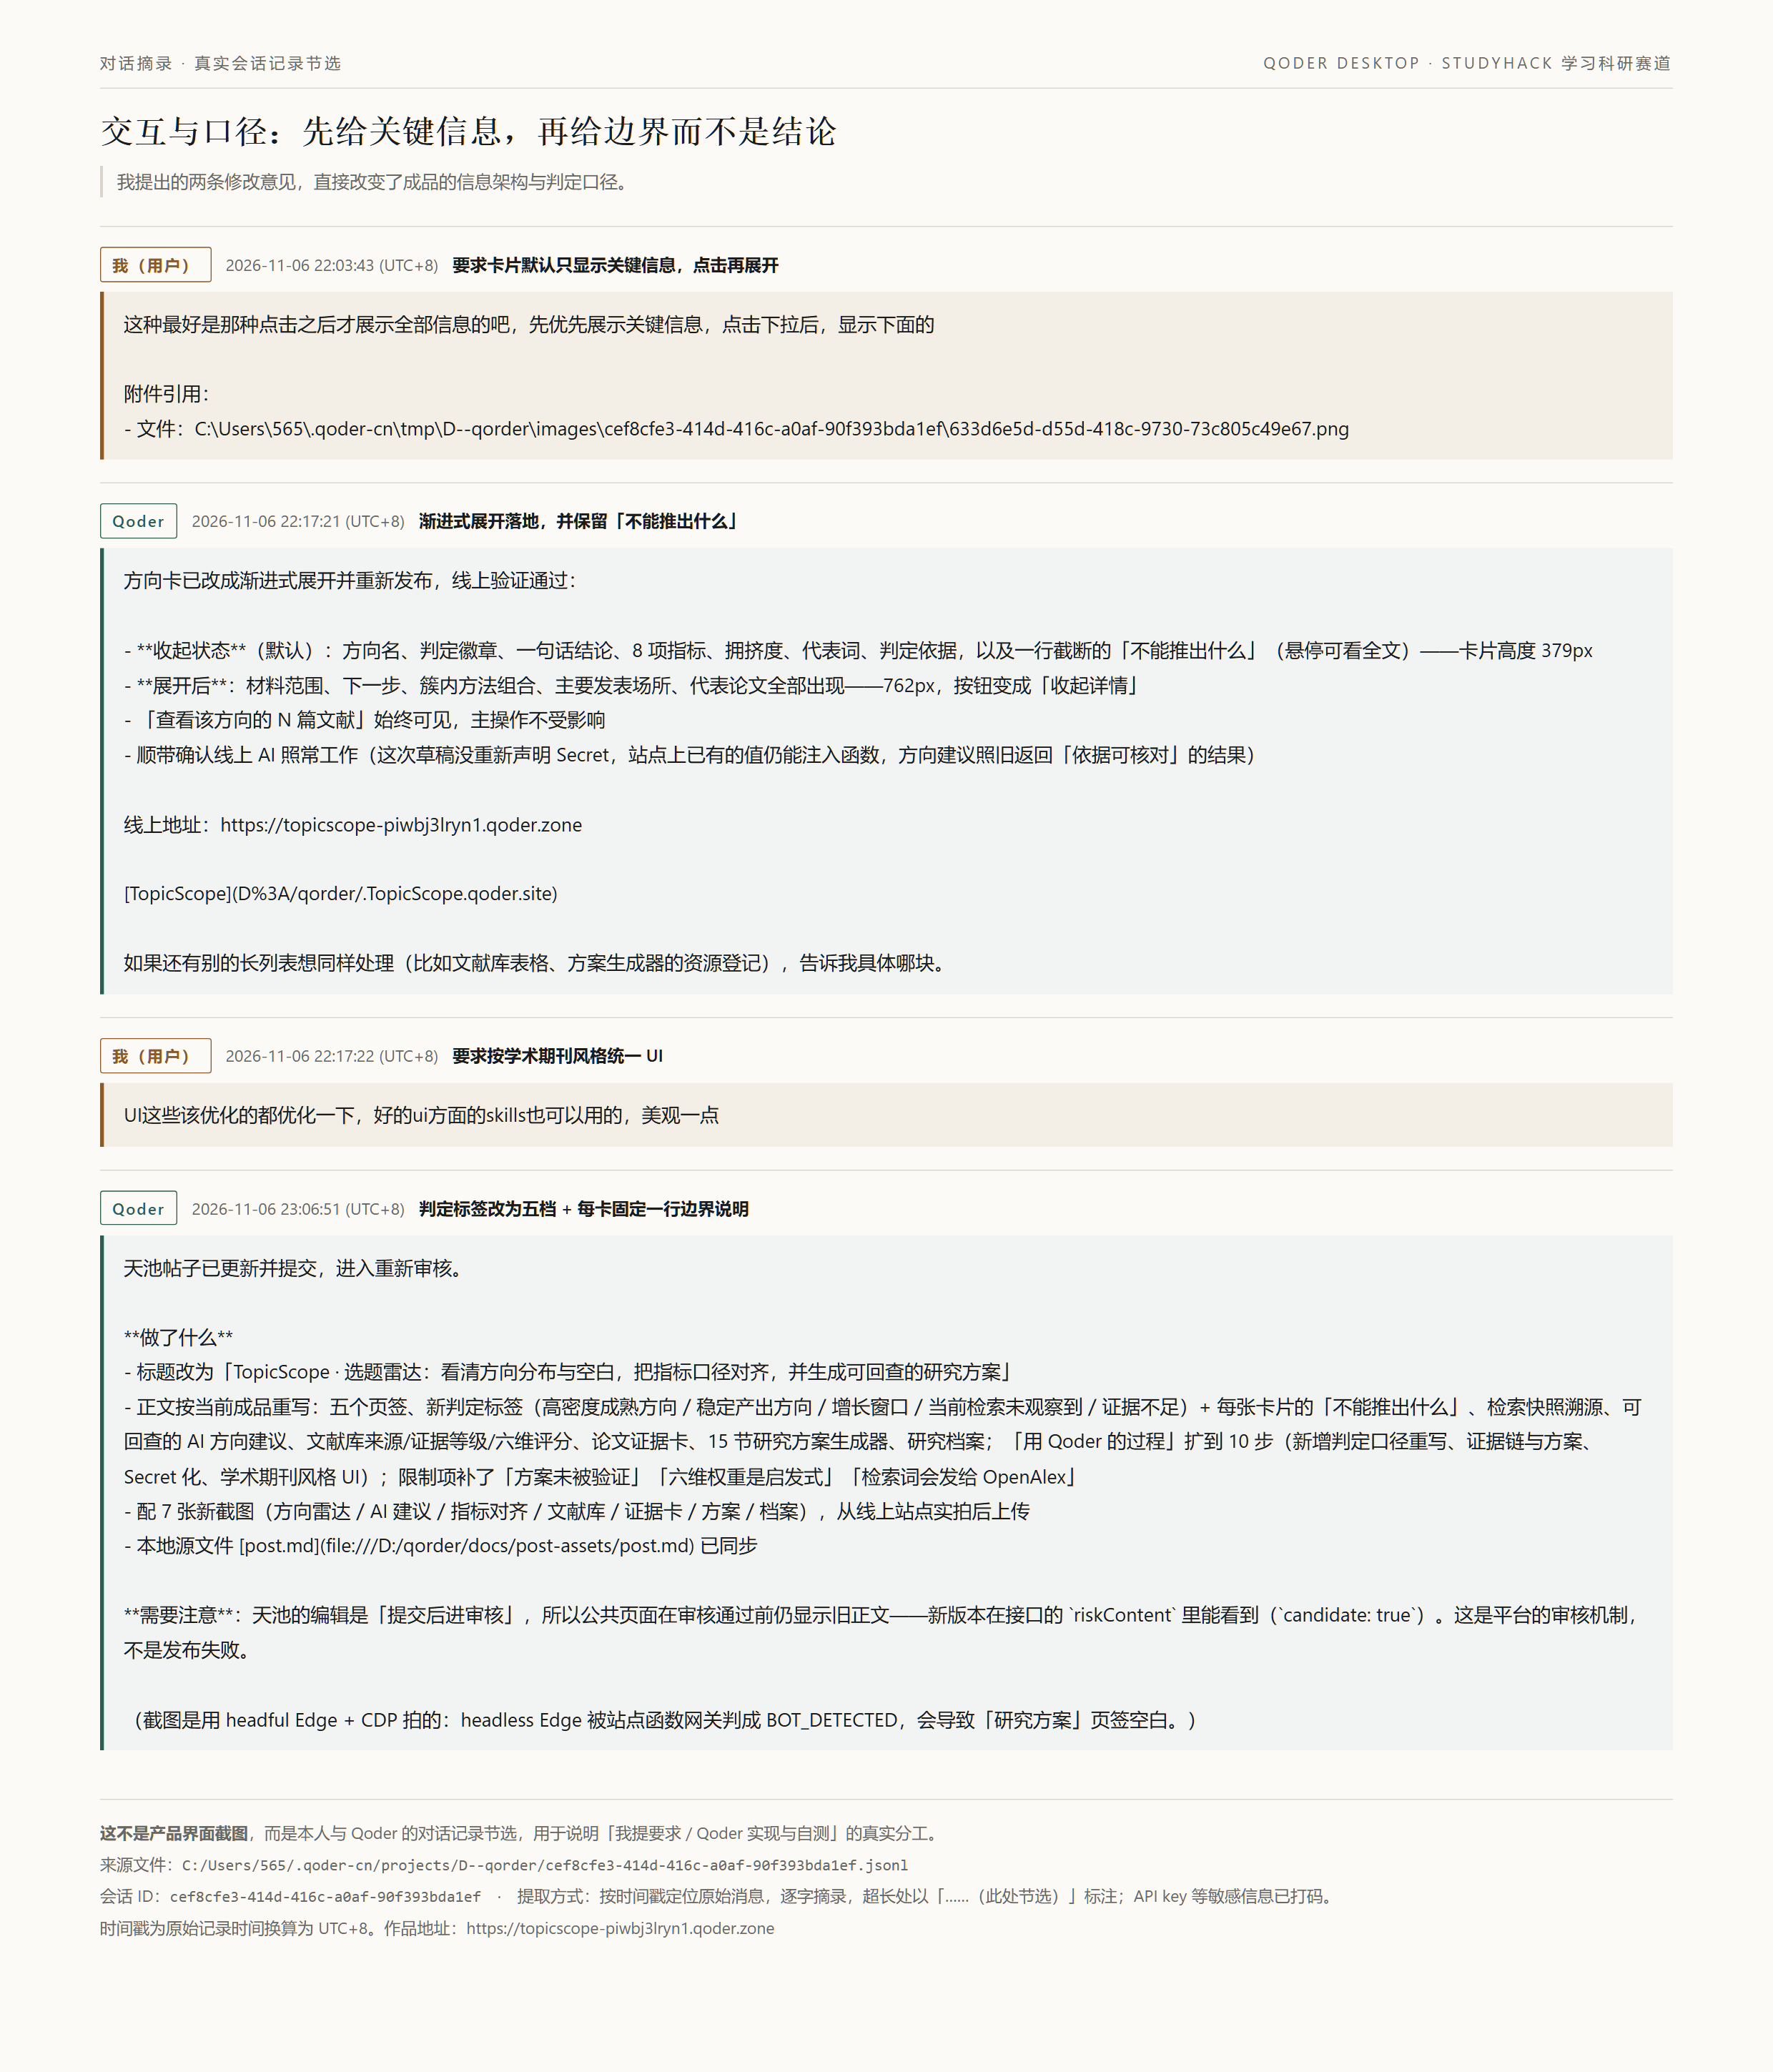 对话摘录 · 真实会话记录节选
QODER DESKTOP · STUDYHACK 学习科研赛道
交互与口径：先给关键信息，再给边界而不是结论
我提出的两条修改意见，直接改变了成品的信息架构与判定口径。
我（用户） 2026-11-06 22:03:43 (UTC+8) 要求卡片默认只显示关键信息，点击再展开
这种最好是那种点击之后才展示全部信息的吧，先优先展示关键信息，点击下拉后，显示下面的
附件引用：
- 文件：C:\Users\565\.qoder-cn\tmp\D--qorder\images\cef8cfe3-414d-416c-a0af-90f393bda1ef\633d6e5d-d55d-418c-9730-73c805c49e67.png
Qoder 2026-11-06 22:17:21 (UTC+8) 渐进式展开落地，并保留「不能推出什么」
方向卡已改成渐进式展开并重新发布，线上验证通过：
- **收起状态**（默认）：方向名、判定徽章、一句话结论、8 项指标、拥挤度、代表词、判定依据，以及一行截断的「不能推出什么」（悬停可看全文）——卡片高度 379px
- **展开后**：材料范围、下一步、簇内方法组合、主要发表场所、代表论文全部出现——762px，按钮变成「收起详情」
- 「查看该方向的 N 篇文献」始终可见，主操作不受影响
- 顺带确认线上 AI 照常工作（这次草稿没重新声明 Secret，站点上已有的值仍能注入函数，方向建议照旧返回「依据可核对」的结果）
线上地址：https://topicscope-piwbj3lryn1.qoder.zone
[TopicScope](D%3A/qorder/.TopicScope.qoder.site)
如果还有别的长列表想同样处理（比如文献库表格、方案生成器的资源登记），告诉我具体哪块。
我（用户） 2026-11-06 22:17:22 (UTC+8) 要求按学术期刊风格统一 UI
UI这些该优化的都优化一下，好的ui方面的skills也可以用的，美观一点
Qoder 2026-11-06 23:06:51 (UTC+8) 判定标签改为五档 + 每卡固定一行边界说明
天池帖子已更新并提交，进入重新审核。
**做了什么**
- 标题改为「TopicScope · 选题雷达：看清方向分布与空白，把指标口径对齐，并生成可回查的研究方案」
- 正文按当前成品重写：五个页签、新判定标签（高密度成熟方向 / 稳定产出方向 / 增长窗口 / 当前检索未观察到 / 证据不足）+ 每张卡片的「不能推出什么」、检索快照溯源、可
回查的 AI 方向建议、文献库来源/证据等级/六维评分、论文证据卡、15 节研究方案生成器、研究档案；「用 Qoder 的过程」扩到 10 步（新增判定口径重写、证据链与方案、
Secret 化、学术期刊风格 UI）；限制项补了「方案未被验证」「六维权重是启发式」「检索词会发给 OpenAlex」
- 配 7 张新截图（方向雷达 / AI 建议 / 指标对齐 / 文献库 / 证据卡 / 方案 / 档案），从线上站点实拍后上传
- 本地源文件 [post.md](file:///D:/qorder/docs/post-assets/post.md) 已同步
**需要注意**：天池的编辑是「提交后进审核」，所以公共页面在审核通过前仍显示旧正文——新版本在接口的 `riskContent` 里能看到（`candidate: true`）。这是平台的审核机制，
不是发布失败。
（截图是用 headful Edge + CDP 拍的：headless Edge 被站点函数网关判成 BOT_DETECTED，会导致「研究方案」页签空白。）
这不是产品界面截图，而是本人与 Qoder 的对话记录节选，用于说明「我提要求 / Qoder 实现与自测」的真实分工。
来源文件：C:/Users/565/.qoder-cn/projects/D--qorder/cef8cfe3-414d-416c-a0af-90f393bda1ef.jsonl
会话 ID：cef8cfe3-414d-416c-a0af-90f393bda1ef · 提取方式：按时间戳定位原始消息，逐字摘录，超长处以「……（此处节选）」标注；API key 等敏感信息已打码。
时间戳为原始记录时间换算为 UTC+8。作品地址：https://topicscope-piwbj3lryn1.qoder.zone